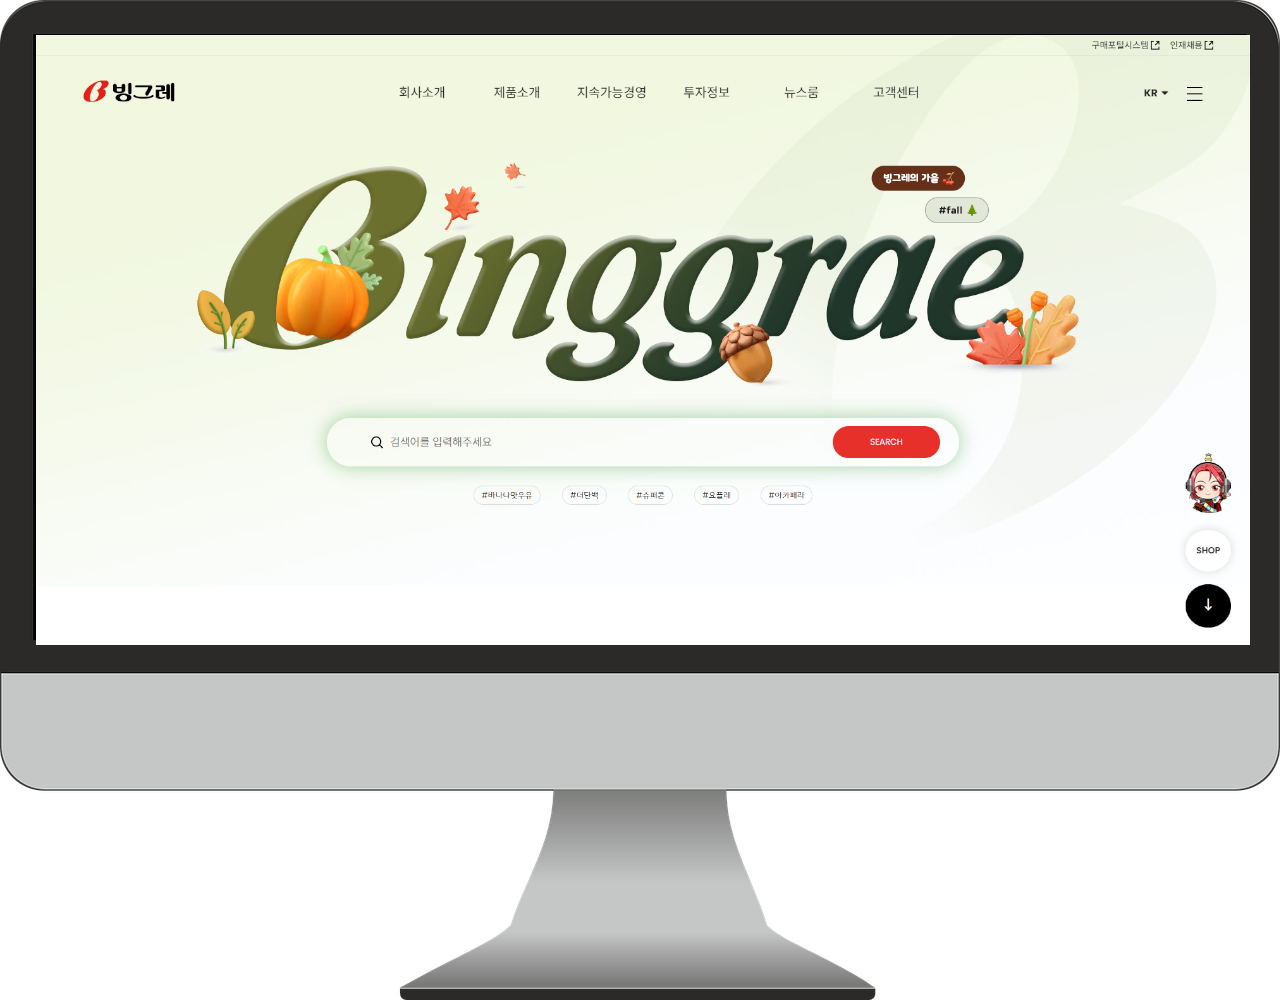 구매포털시스템 인재채용
빙그레
회사소개 제품소개 지속가능경영 투자정보 뉴스룸 고객센터
KR
빙그레의 가을
#fall
Binggrae
검색어를 입력해주세요
SEARCH
#바나나맛우유 #더단백 #슈퍼콘 #요플레 #아카페라
SHOP